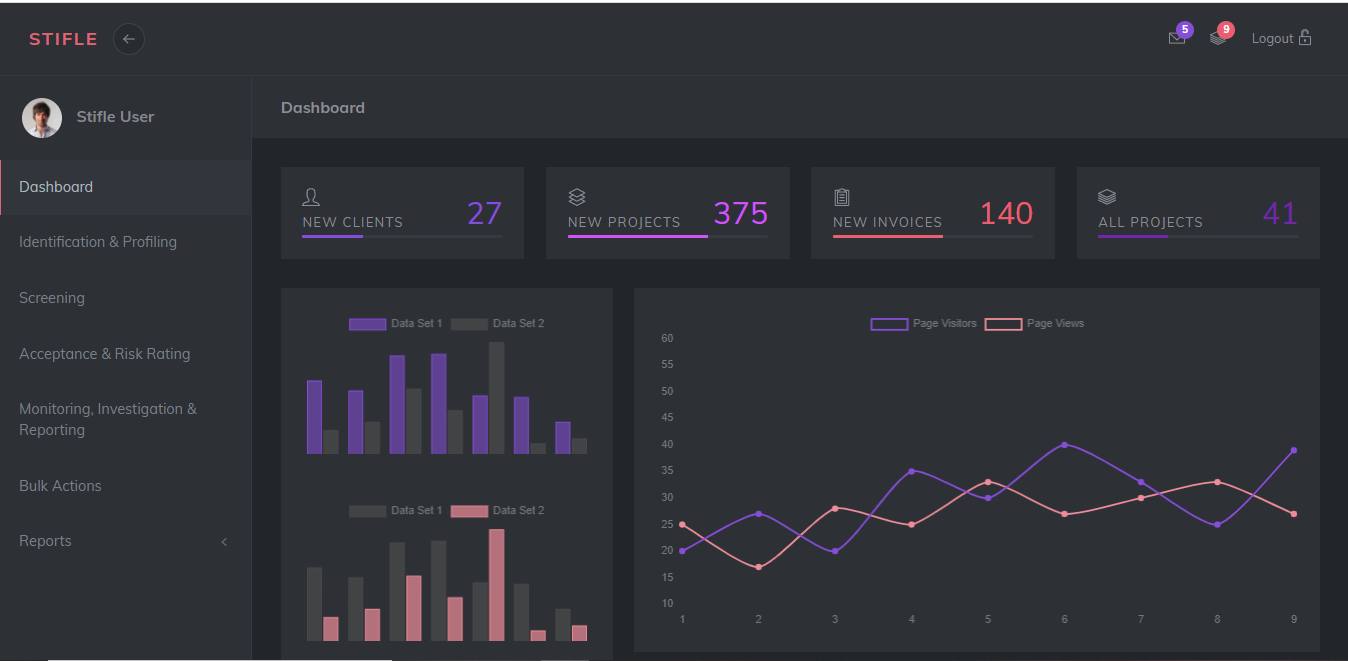 STIFLE
5
9
Logout
Stifle User
Dashboard
Identification & Profiling
Screening
Acceptance & Risk Rating
Monitoring, Investigation &
Reporting
Bulk Actions
Reports
Dashboard
NEW CLIENTS 27
NEW PROJECTS 375
NEW INVOICES 140
ALL PROJECTS 41
Data Set 1 Data Set 2
Data Set 1 Data Set 2
Page Visitors Page Views
60
55
50
45
40
35
30
25
20
15
10
1 2 3 4 5 6 7 8 9